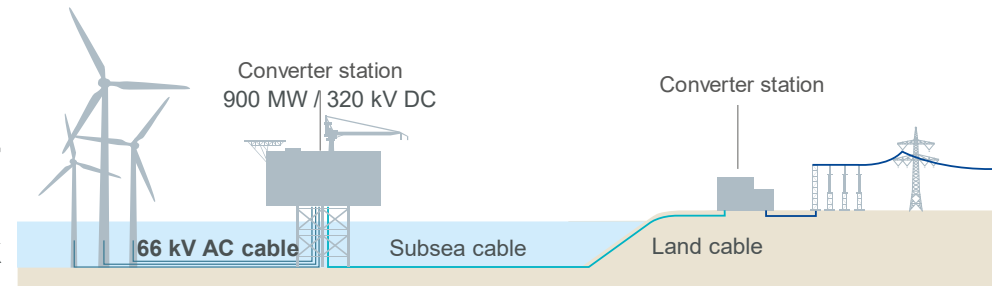 Converter station
900 MW / 320 kV DC
Converter station
66 kV AC cable
Subsea cable
Land cable